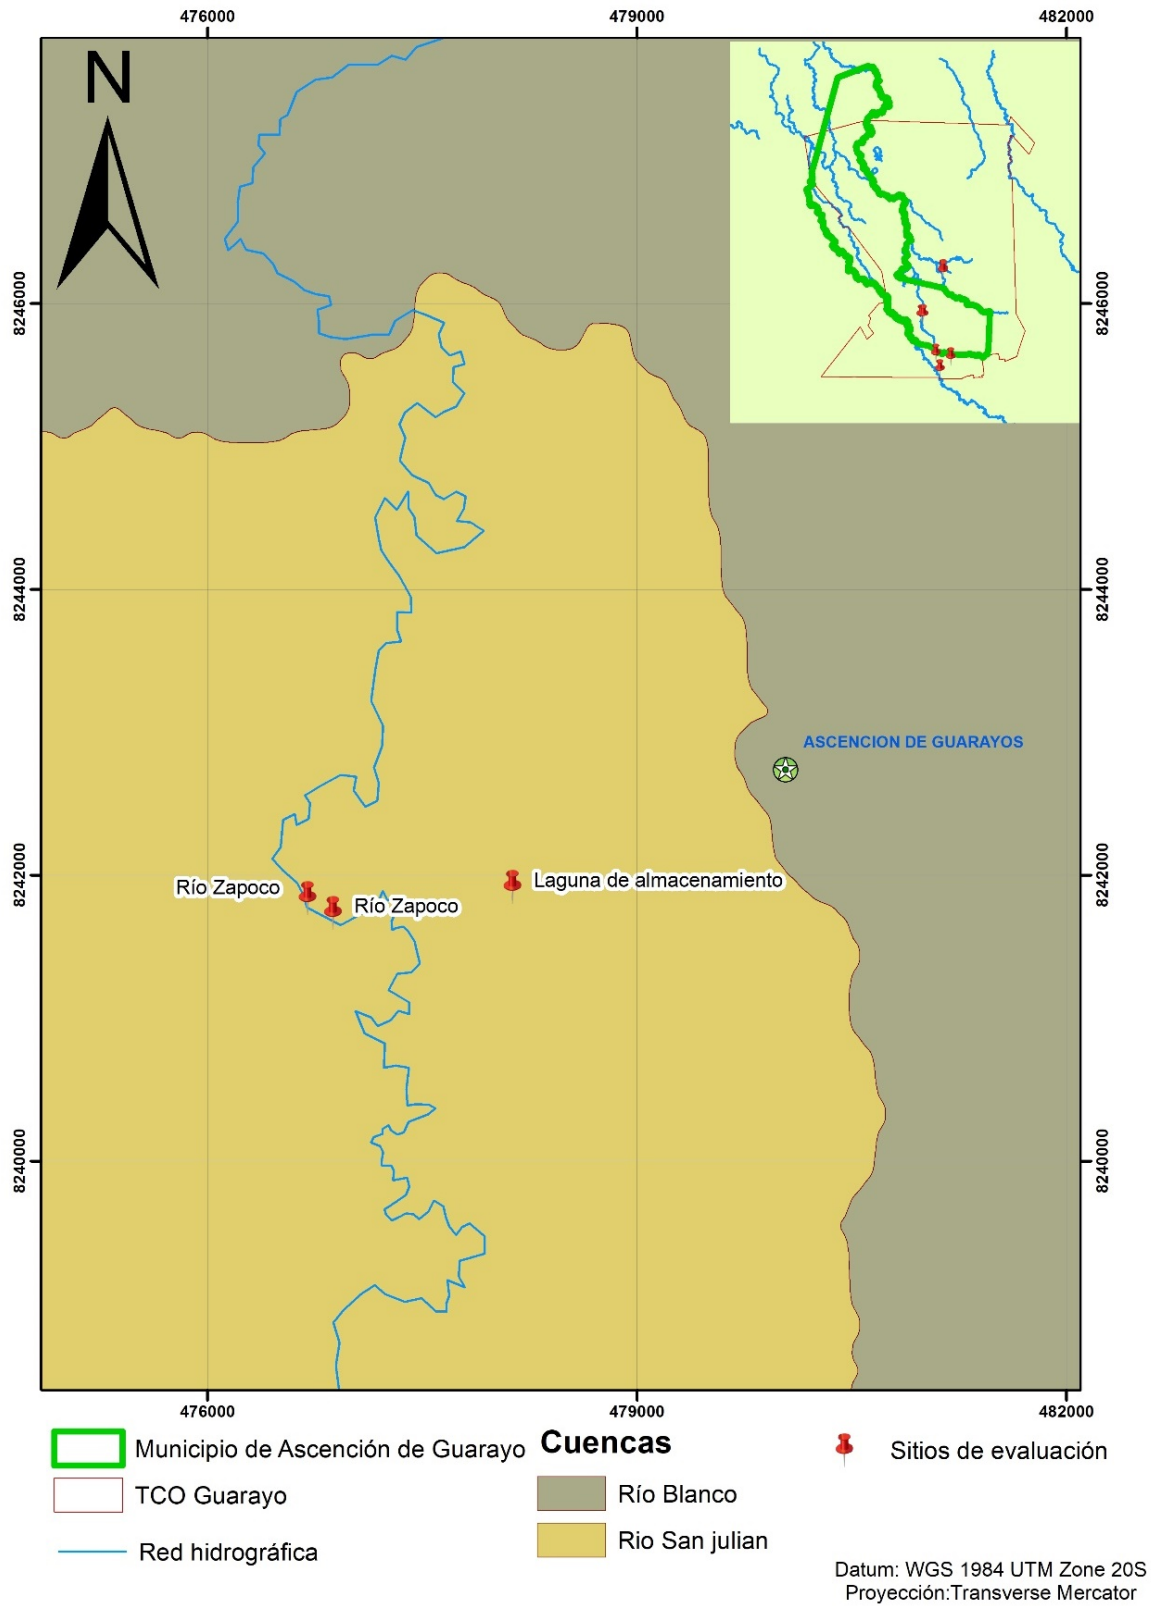 476000 479000 482000
N
8246000 8246000
8244000 8244000
ASCENCION DE GUARAYOS
8242000 8242000
Río Zapoco
Laguna de almacenamiento
Río Zapoco
8240000 8240000
476000 479000 482000
Municipio de Ascención de Guarayo
TCO Guarayo
Red hidrográfica
Cuencas
Río Blanco
Rio San julian
Sitios de evaluación
Datum: WGS 1984 UTM Zone 20S
Proyección:Transverse Mercator